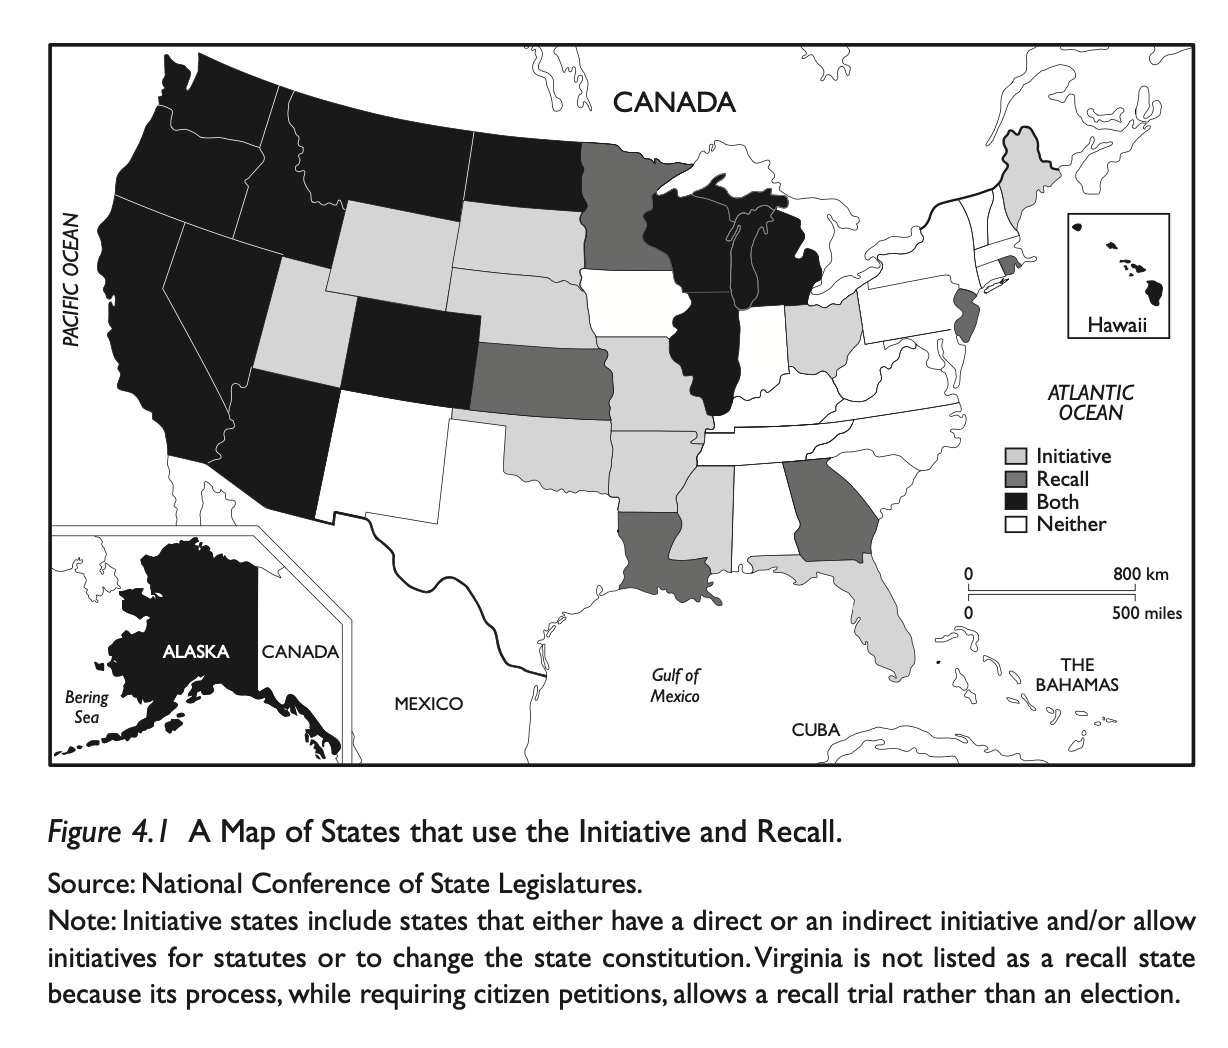 CANADA
PACIFIC OCEAN
Hawaii
ATLANTIC
OCEAN
Initiative
Recall
Both
Neither
0
800 km
0
500 miles
ALASKA
CANADA
Bering
Sea
MEXICO
Gulf of
Mexico
THE
BAHAMAS
CUBA
Figure 4.1 A Map of States that use the Initiative and Recall.
Source: National Conference of State Legislatures.
Note: Initiative states include states that either have a direct or an indirect initiative and/or allow
initiatives for statutes or to change the state constitution. Virginia is not listed as a recall state
because its process, while requiring citizen petitions, allows a recall trial rather than an election.